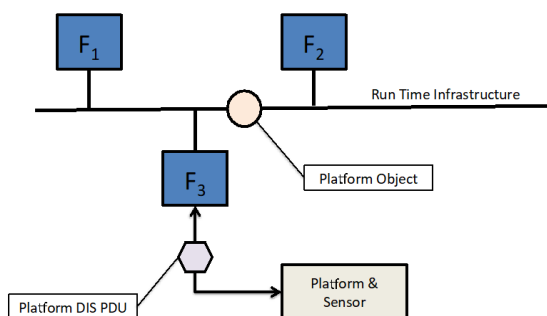 F1
F2
Run Time Infrastructure
Platform Object
F3
Platform &
Sensor
Platform DIS PDU